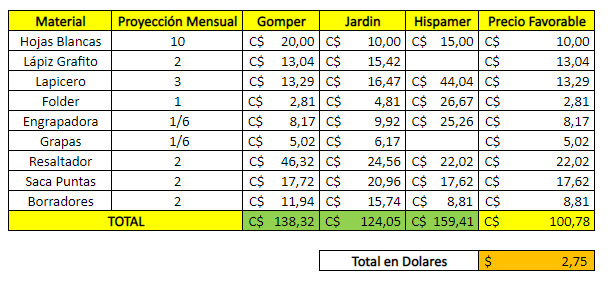 Material Proyección Mensual Gomper Jardin Hispamer Precio Favorable
Hojas Blancas 10 C$ 20,00 C$ 10,00 C$ 15,00 C$ 10,00
Lápiz Grafito 2 C$ 13,04 C$ 15,42 C$ 13,04
Lapicero 3 C$ 13,29 C$ 16,47 C$ 44,04 C$ 13,29
Folder 1 C$ 2,81 C$ 4,81 C$ 26,67 C$ 2,81
Engrapadora 1/6 C$ 8,17 C$ 9,92 C$ 25,26 C$ 8,17
Grapas 1/6 C$ 5,02 C$ 6,17 C$ 5,02
Resaltador 2 C$ 46,32 C$ 24,56 C$ 22,02 C$ 22,02
Saca Puntas 2 C$ 17,72 C$ 20,96 C$ 17,62 C$ 17,62
Borradores 2 C$ 11,94 C$ 15,74 C$ 8,81 C$ 8,81
TOTAL C$ 138,32 C$ 124,05 C$ 159,41 C$ 100,78
Total en Dolares $ 2,75